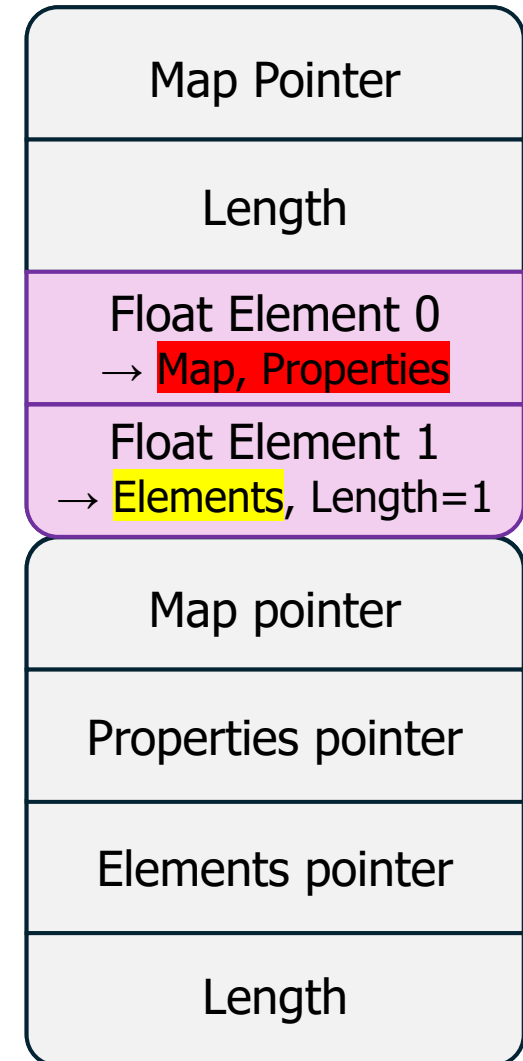 Map Pointer
Length
Float Element 0
→ Map, Properties
Float Element 1
→ Elements, Length=1
Map pointer
Properties pointer
Elements pointer
Length